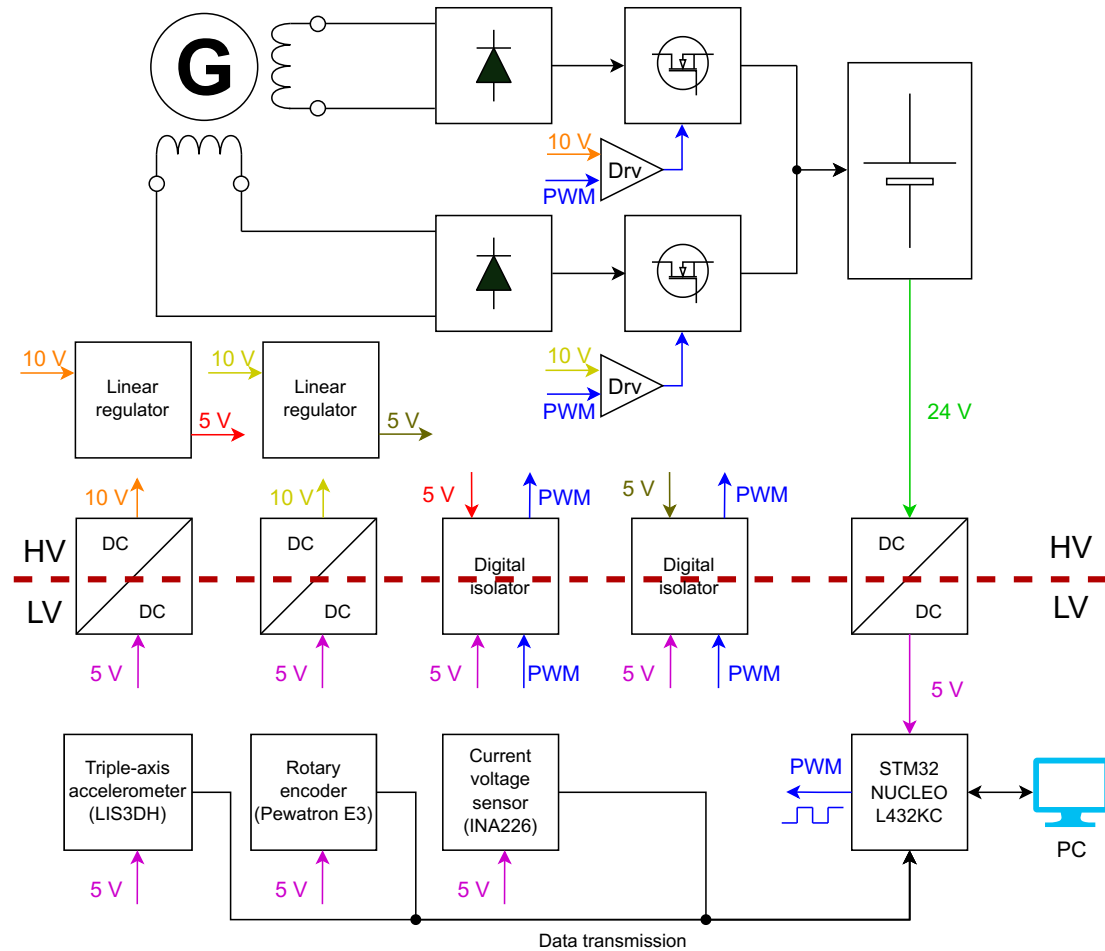 G
10 V
Drv
PWM
10 V
Drv
PWM
10 V
Linear
regulator
5 V
10 V
Linear
regulator
5 V
24 V
10 V
10 V
5 V
PWM
5 V
PWM
HV
DC
DC
DC
DC
Digital
isolator
Digital
isolator
DC
DC
HV
LV
LV
5 V
5 V
5 V
PWM
5 V
PWM
5 V
Triple-axis
accelerometer
(LIS3DH)
Rotary
encoder
(Pewatron E3)
Current
voltage
sensor
(INA226)
PWM
STM32
NUCLEO
L432KC
PC
5 V
5 V
5 V
Data transmission